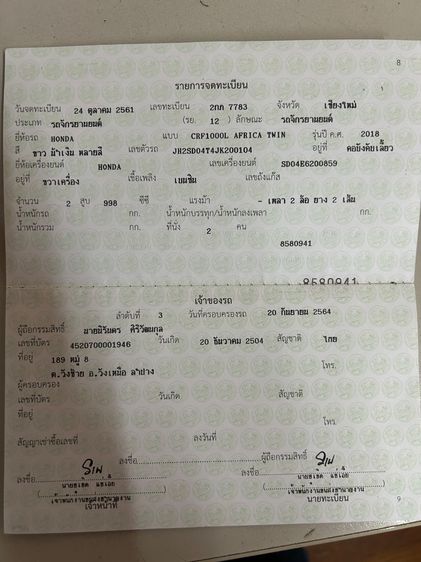 8
รายการจดทะเบียน
วันจดทะเบียน 24 ตุลาคม 2561 เลขทะเบียน 2กภ 7783 จังหวัด เชียงใหม่
ประเภท รถจักรยานยนต์ (รย. 12 ) ลักษณะ รถจักรยานยนต์
ยี่ห้อรถ HONDA แบบ CRF1000L AFRICA TWIN รุ่นปี ค.ศ. 2018
สี ขาว น้ำเงิน หลายสี เลขตัวรถ JH2SD04T4JK200104 อยู่ที่ คอบังคับเลี้ยว
ยี่ห้อเครื่องยนต์ HONDA เลขเครื่องยนต์ SD04E6200859
อยู่ที่ ขวาเครื่อง เชื้อเพลิง เบนซิน เลขถังแก๊ส
จำนวน 2 สูบ 998 ซีซี แรงม้า - เพลา 2 ล้อ ยาง 2 เส้น
น้ำหนักรถ กก. น้ำหนักบรรทุก/น้ำหนักลงเพลา กก.
น้ำหนักรวม กก. ที่นั่ง 2 คน
8580941
8580941
เจ้าของรถ
ลำดับที่ 3 วันที่ครอบครองรถ 20 กันยายน 2564
ผู้ถือกรรมสิทธิ์ ศิริวัฒนกุล
เลขที่บัตร 4520700001946 วันเกิด 20 ธันวาคม 2504 สัญชาติ ไทย
ที่อยู่ 189 หมู่ 8
ต.วังซ้าย อ.วังเหนือ ลำปาง โทร.
ผู้ครอบครอง
เลขที่บัตร วันเกิด สัญชาติ
ที่อยู่
โทร.
สัญญาเช่าซื้อเลขที่ ลงวันที่
ลงชื่อ ผู้ถือกรรมสิทธิ์
ลงชื่อ ลงชื่อ
เจ้าหน้าที่ นายทะเบียน
9